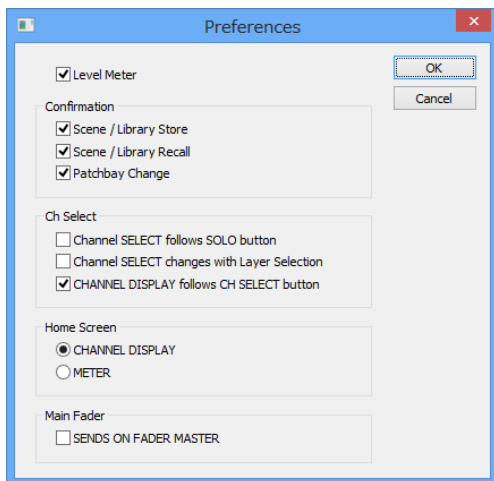 Preferences
Level Meter
OK
Cancel
Confirmation
Scene / Library Store
Scene / Library Recall
Patchbay Change
Ch Select
Channel SELECT follows SOLO button
Channel SELECT changes with Layer Selection
CHANNEL DISPLAY follows CH SELECT button
Home Screen
CHANNEL DISPLAY
METER
Main Fader
SENDS ON FADER MASTER